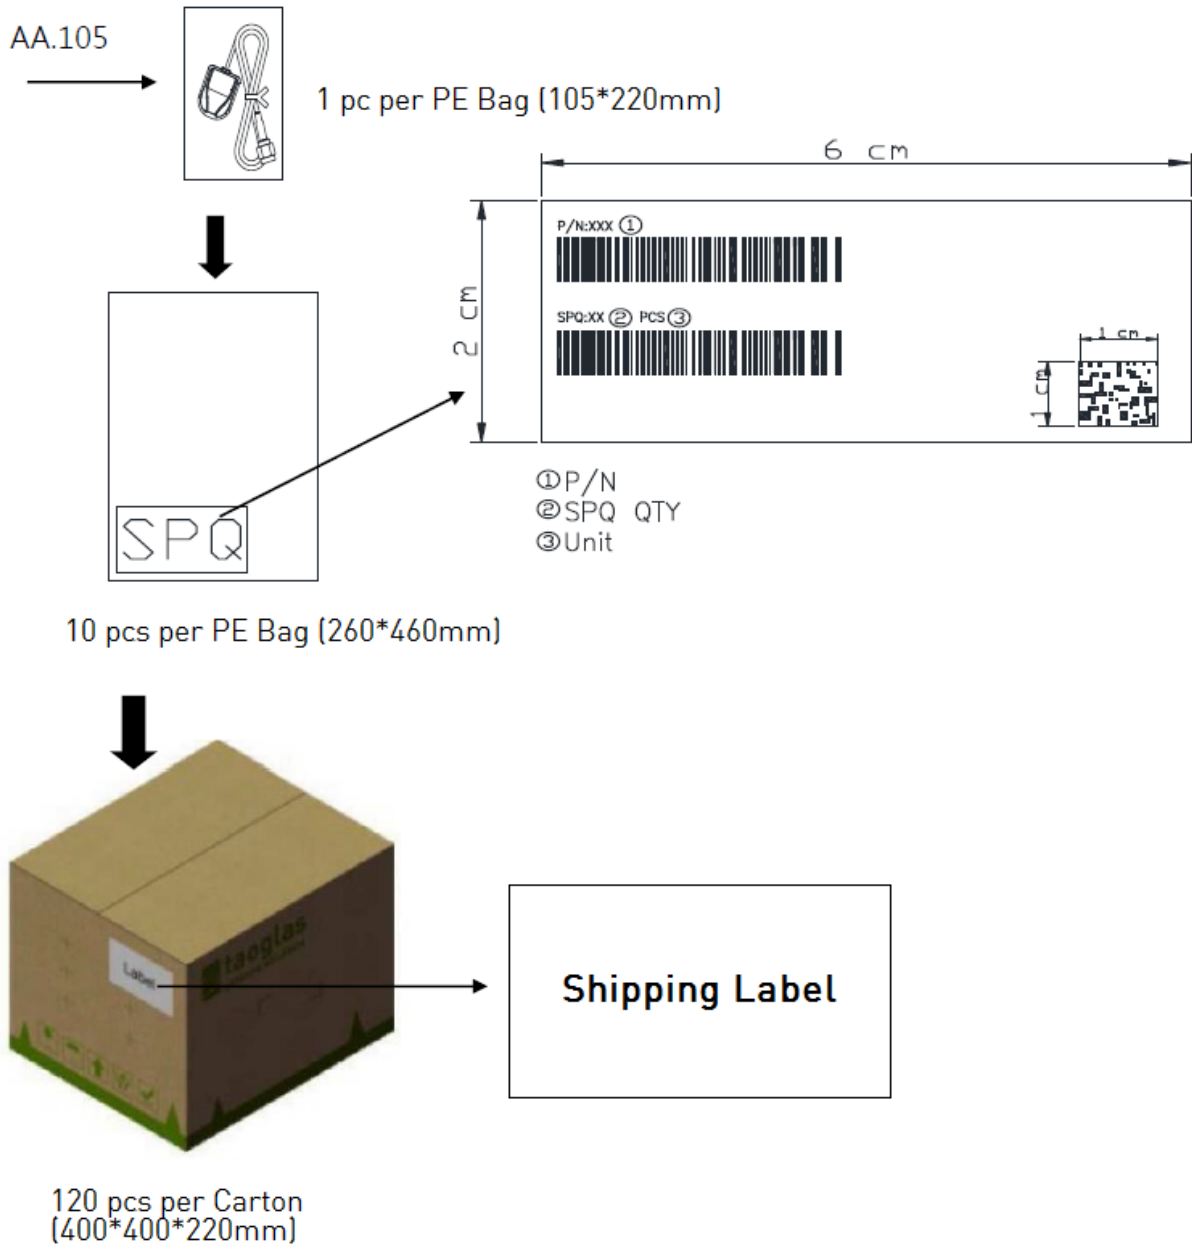 AA.105
1 pc per PE Bag (105*220mm)
6 cm
2 cm
P/N:XXX ①
SPQ:XX ② PCS ③
1 cm
1 cm
①P/N
②SPQ QTY
③Unit
SPQ
10 pcs per PE Bag (260*460mm)
taoglas
Label
Shipping Label
120 pcs per Carton
(400*400*220mm)